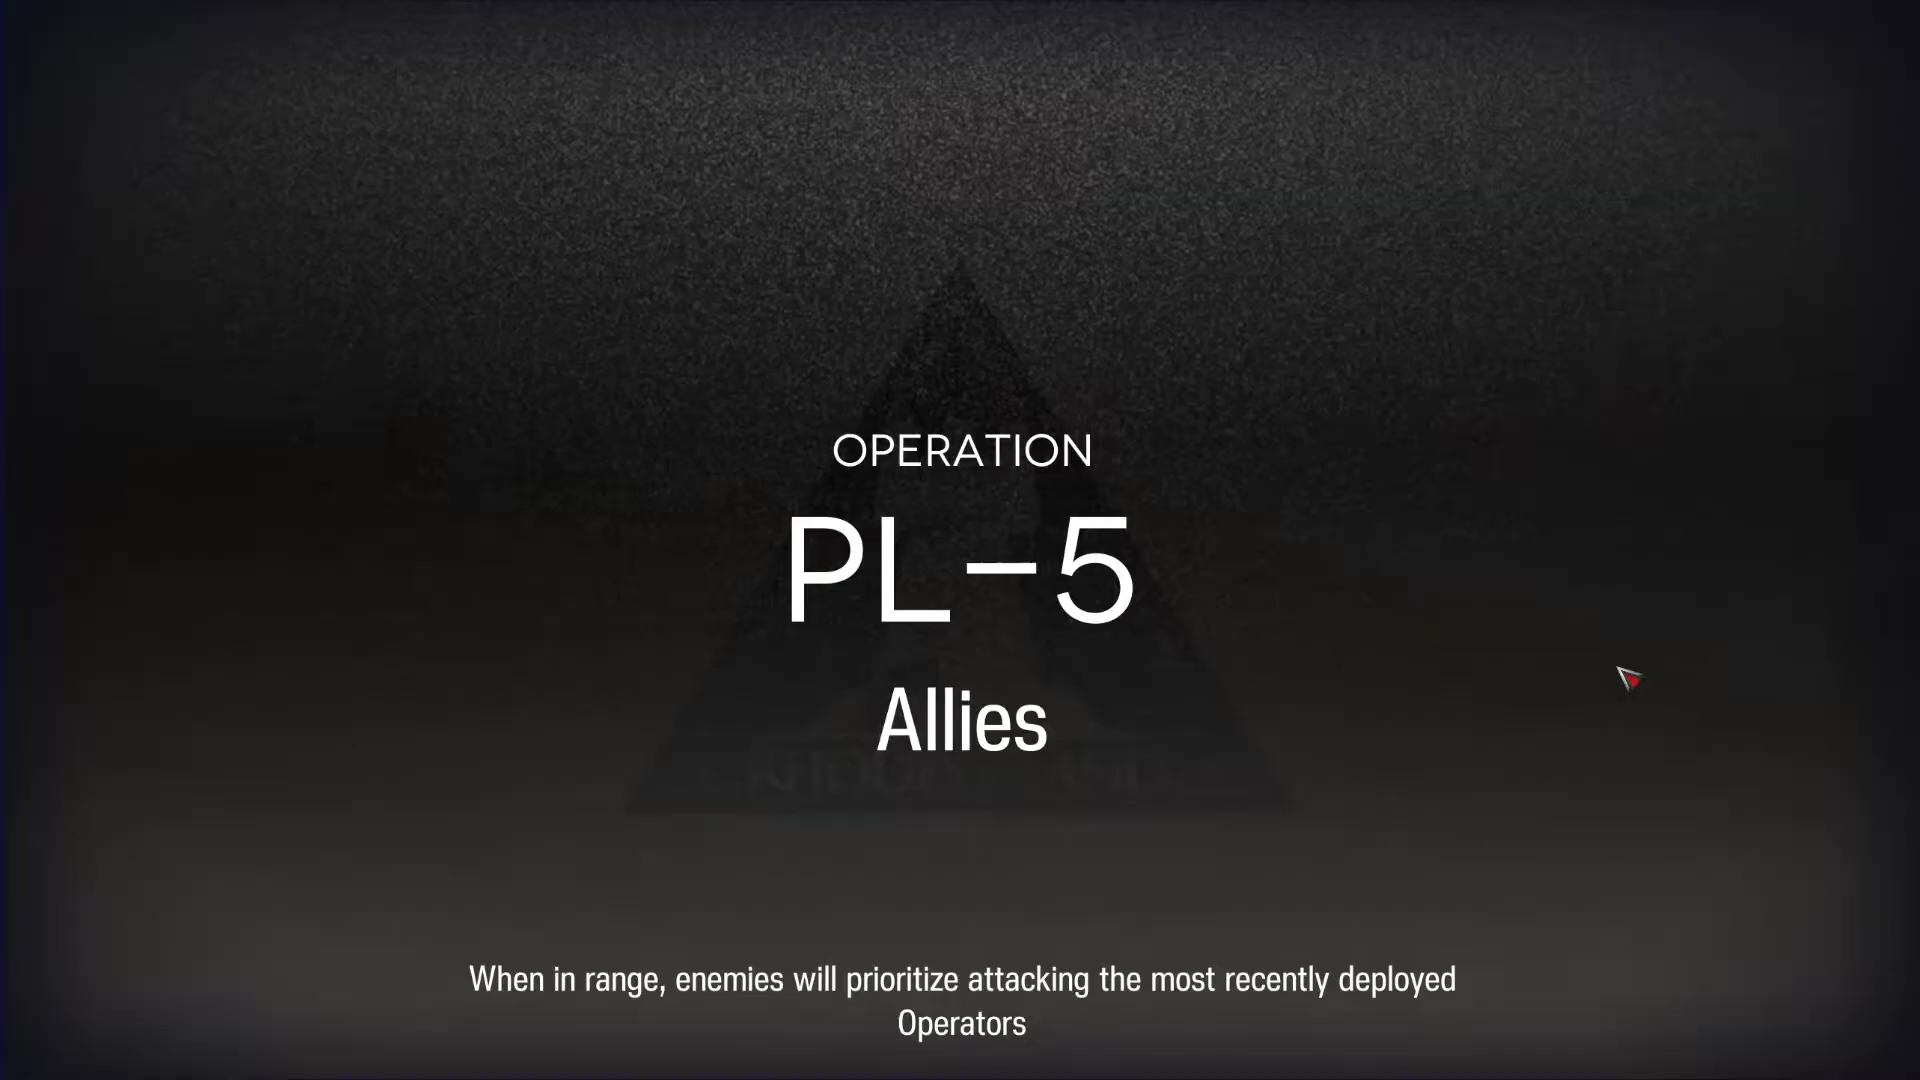 OPERATION
PL-5
Allies
When in range, enemies will prioritize attacking the most recently deployed
Operators